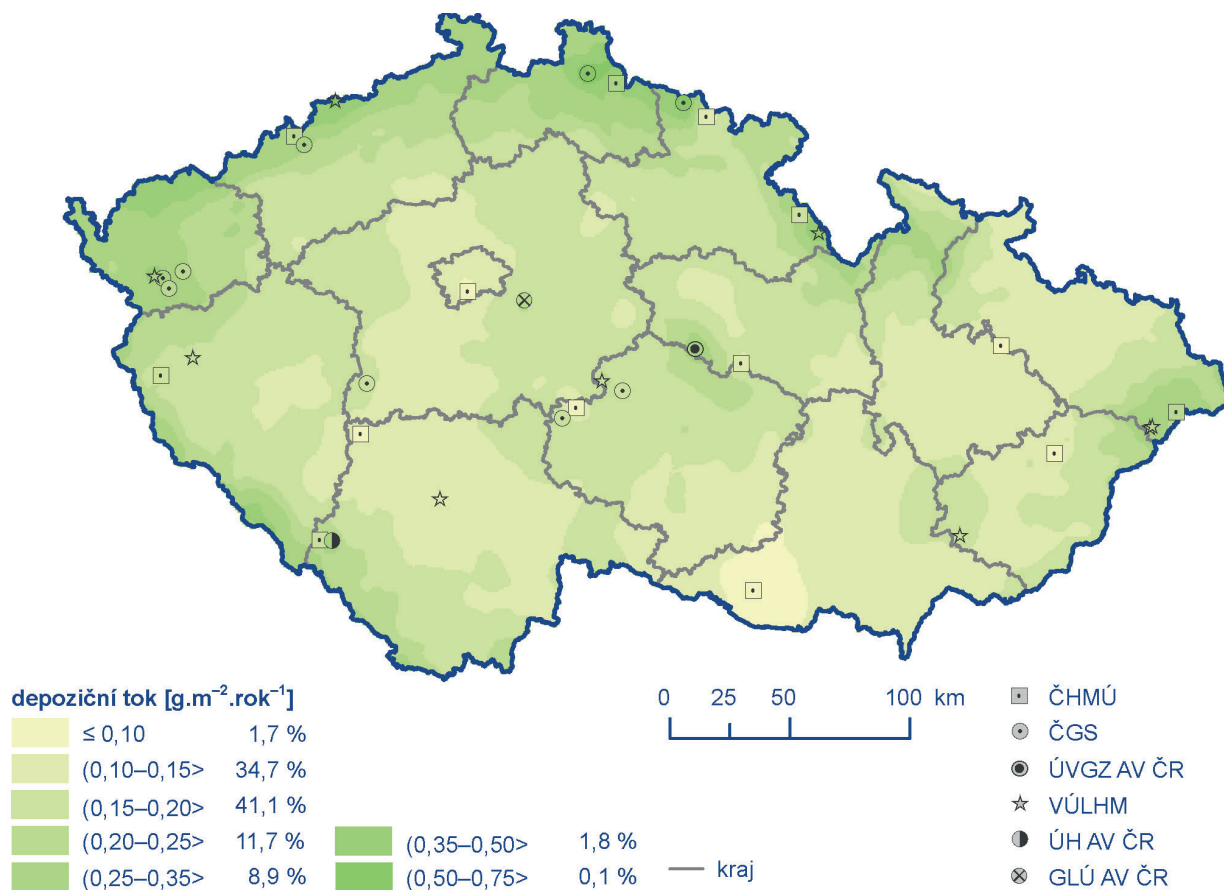 depoziční tok [g.m⁻².rok⁻¹]
≤ 0,10 1,7 %
(0,10–0,15> 34,7 %
(0,15–0,20> 41,1 %
(0,20–0,25> 11,7 %
(0,25–0,35> 8,9 %
(0,35–0,50> 1,8 %
(0,50–0,75> 0,1 %
0 25 50 100 km
kraj
ČHMÚ
ČGS
ÚVGZ AV ČR
VÚLHM
ÚH AV ČR
GLÚ AV ČR